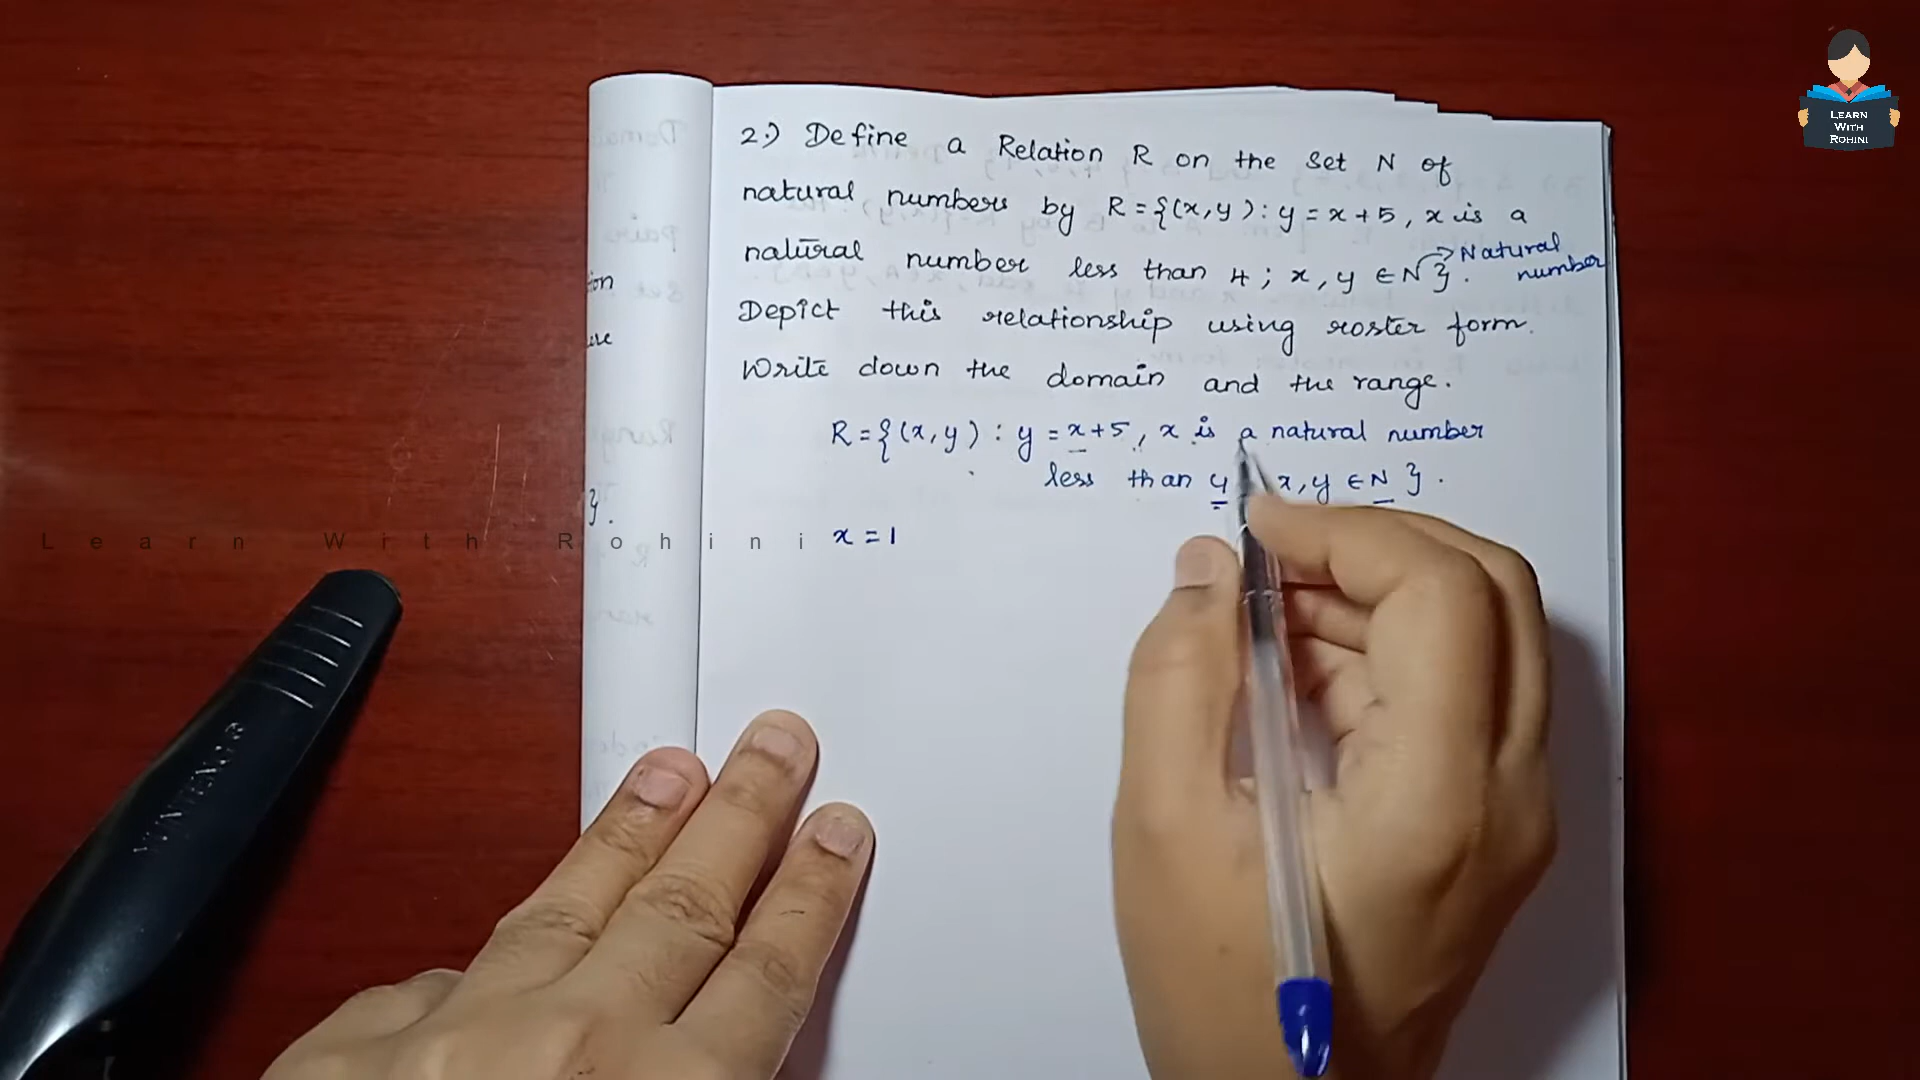 2.) Define a Relation R on the set N of
natural numbers by R = {(x, y) : y = x + 5, x is a
natural number less than 4 ; x, y ∈ N }.
Natural
number
Depict this relationship using roster form.
Write down the domain and the range.
R = {(x, y) : y = x + 5, x is a natural number
less than 4 x, y ∈ N }.
x = 1
Learn With Rohini
LEARN
WITH
ROHINI